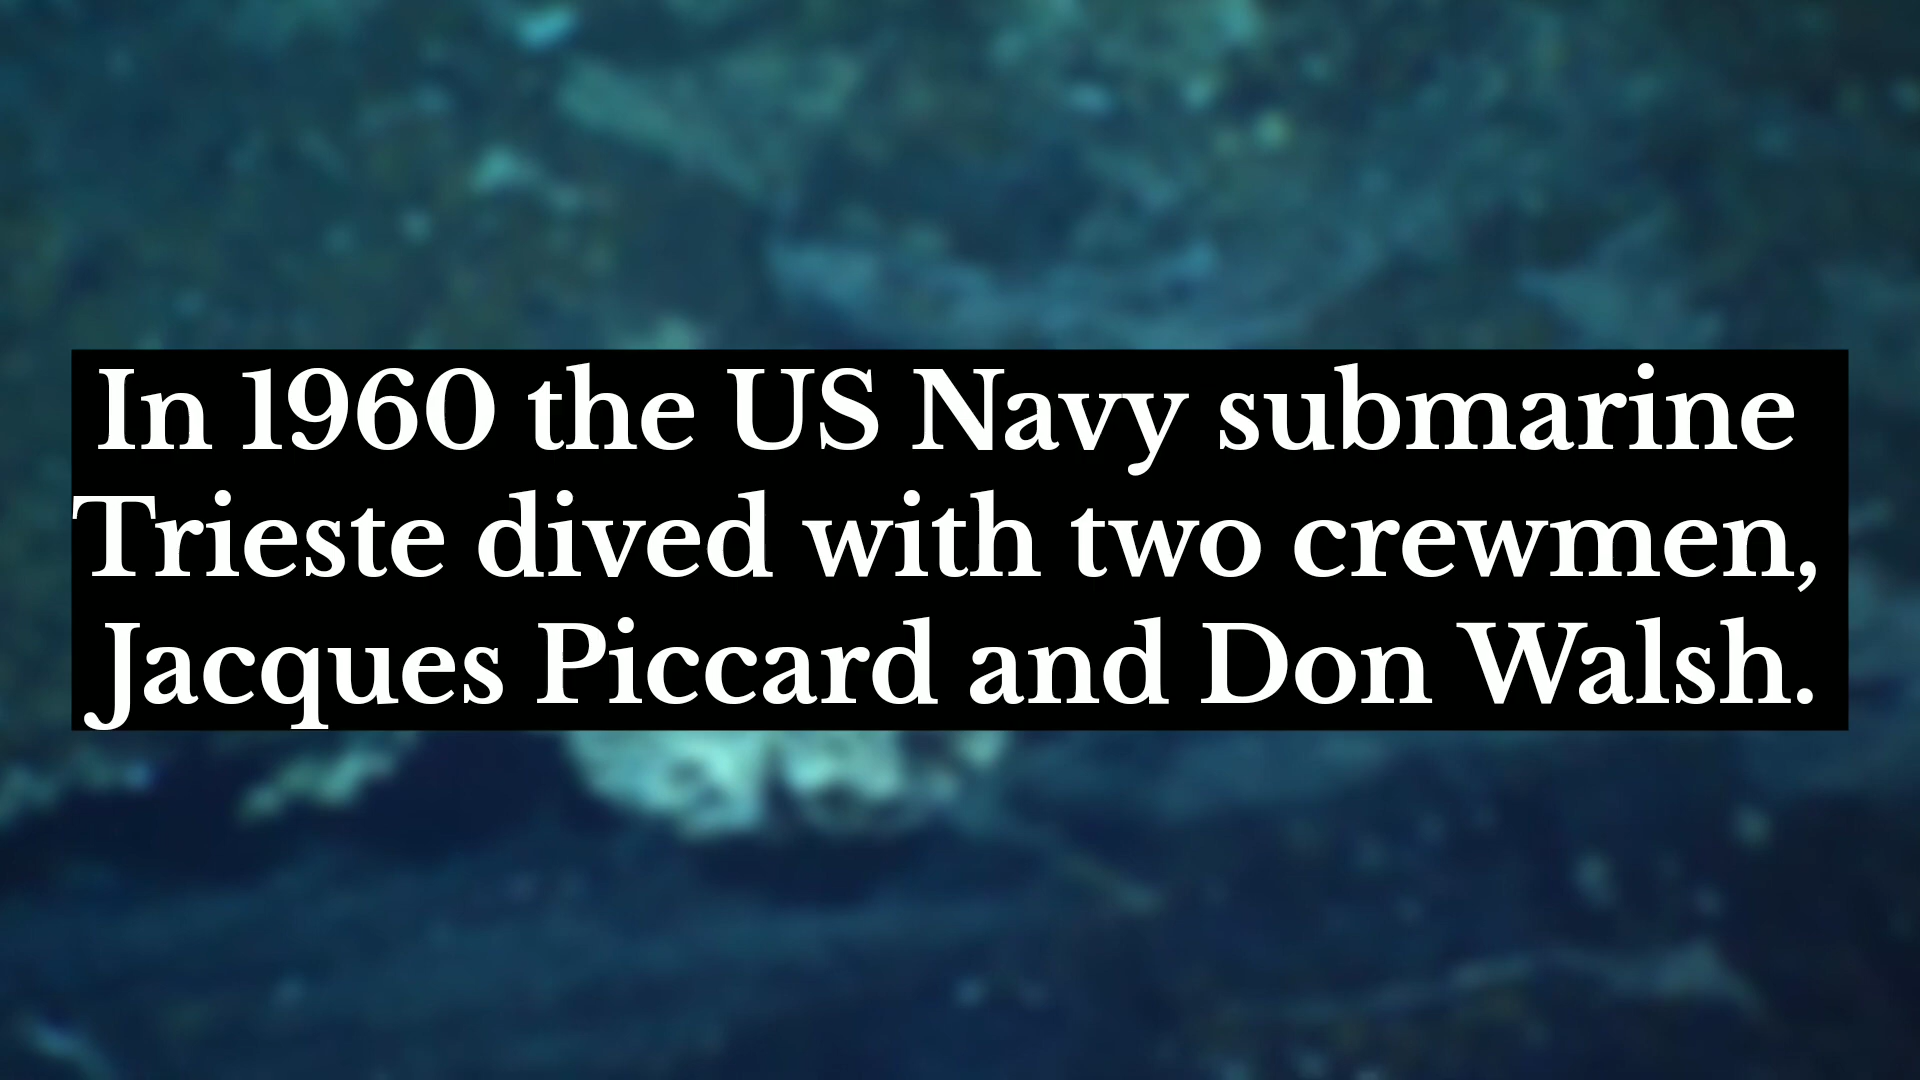 In 1960 the US Navy submarine
Trieste dived with two crewmen,
Jacques Piccard and Don Walsh.